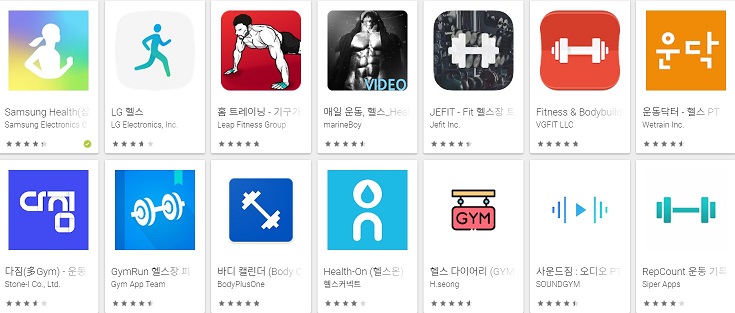 VIDEO
운닥
Samsung Health(삼
LG 헬스
홈 트레이닝 - 기구가
매일 운동, 헬스_Heal
JEFIT - Fit 헬스장 트
Fitness & Bodybuil
운동닥터 - 헬스 PT
Samsung Electronics C
LG Electronics, Inc.
Leap Fitness Group
marineBoy
Jefit Inc.
VGFIT LLC
Wetrain Inc.
다짐
GYM
다짐(多Gym) - 운동
GymRun 헬스장 피
바디 캘린더 (Body C
Health-On (헬스온)
헬스 다이어리 (GYM
사운드짐 : 오디오 PT
RepCount 운동 기록
Stone-I Co., Ltd.
Gym App Team
BodyPlusOne
헬스커넥트
H.seong
SOUNDGYM
Siper Apps